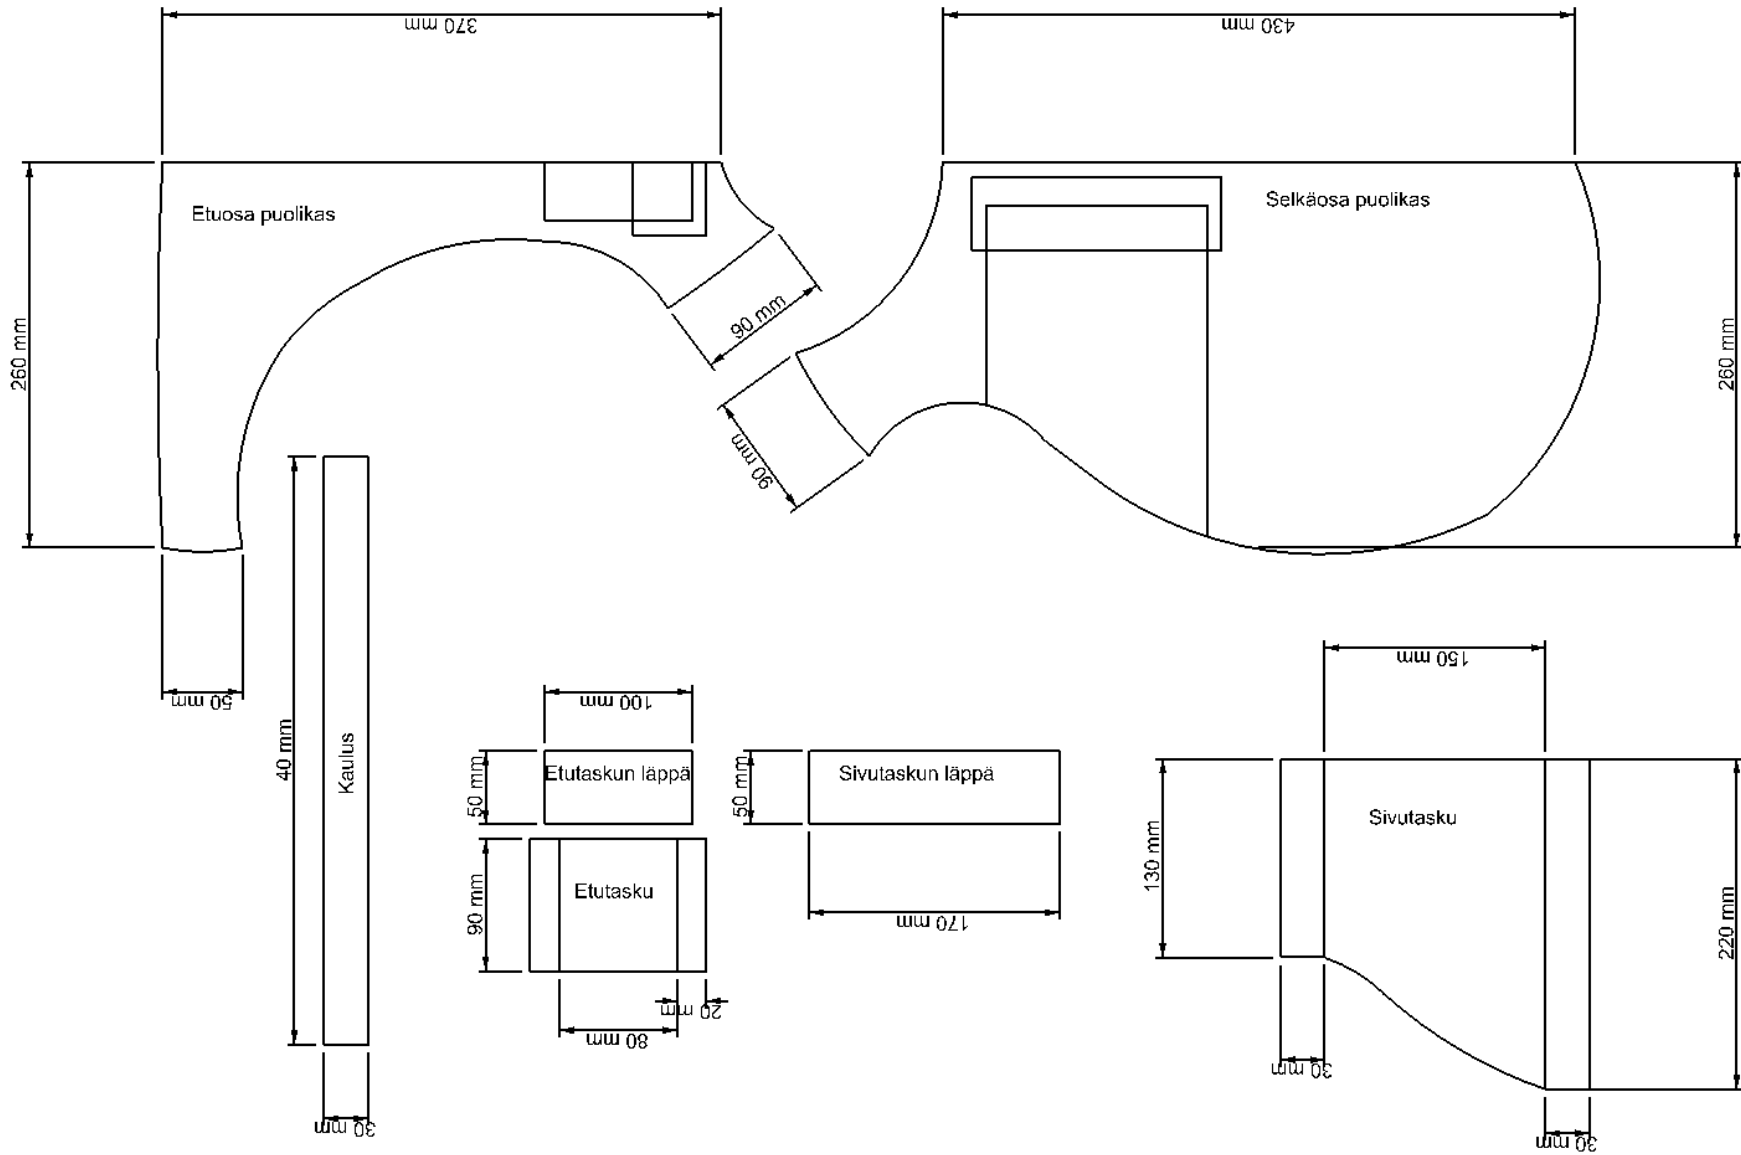 370 mm
430 mm
Etuosa puolikas
Selkäosa puolikas
260 mm
90 mm
260 mm
90 mm
50 mm
40 mm
Kaulus
30 mm
100 mm
50 mm
Etutaskun läppä
90 mm
Etutasku
20 mm
80 mm
50 mm
Sivutaskun läppä
170 mm
150 mm
130 mm
Sivutasku
220 mm
30 mm
30 mm